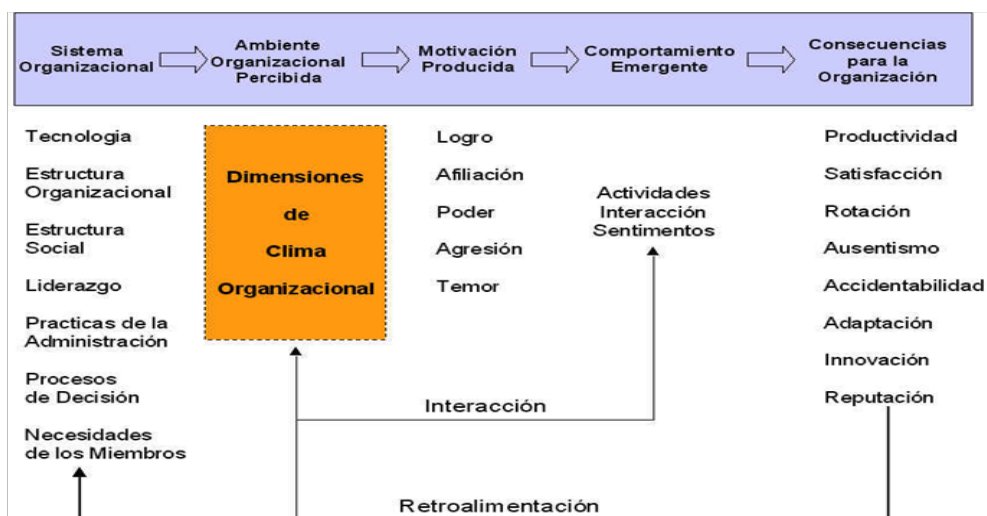 Sistema
Organizacional
Ambiente
Organizacional
Percibida
Motivación
Producida
Comportamiento
Emergente
Consecuencias
para la
Organización
Tecnologia
Estructura
Organizacional
Estructura
Social
Liderazgo
Practicas de la
Administración
Procesos
de Decisión
Necesidades
de los Miembros
Dimensiones
de
Clima
Organizacional
Logro
Afiliación
Poder
Agresión
Temor
Actividades
Interacción
Sentimentos
Productividad
Satisfacción
Rotación
Ausentismo
Accidentabilidad
Adaptación
Innovación
Reputación
Interacción
Retroalimentación